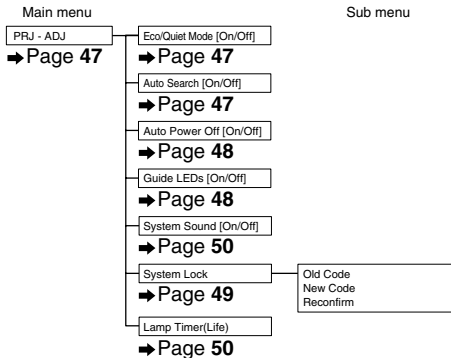 Main menu
Sub menu
PRJ - ADJ
➡Page 47
Eco/Quiet Mode [On/Off]
➡Page 47
Auto Search [On/Off]
➡Page 47
Auto Power Off [On/Off]
➡Page 48
Guide LEDs [On/Off]
➡Page 48
System Sound [On/Off]
➡Page 50
System Lock
➡Page 49
Old Code
New Code
Reconfirm
Lamp Timer(Life)
➡Page 50